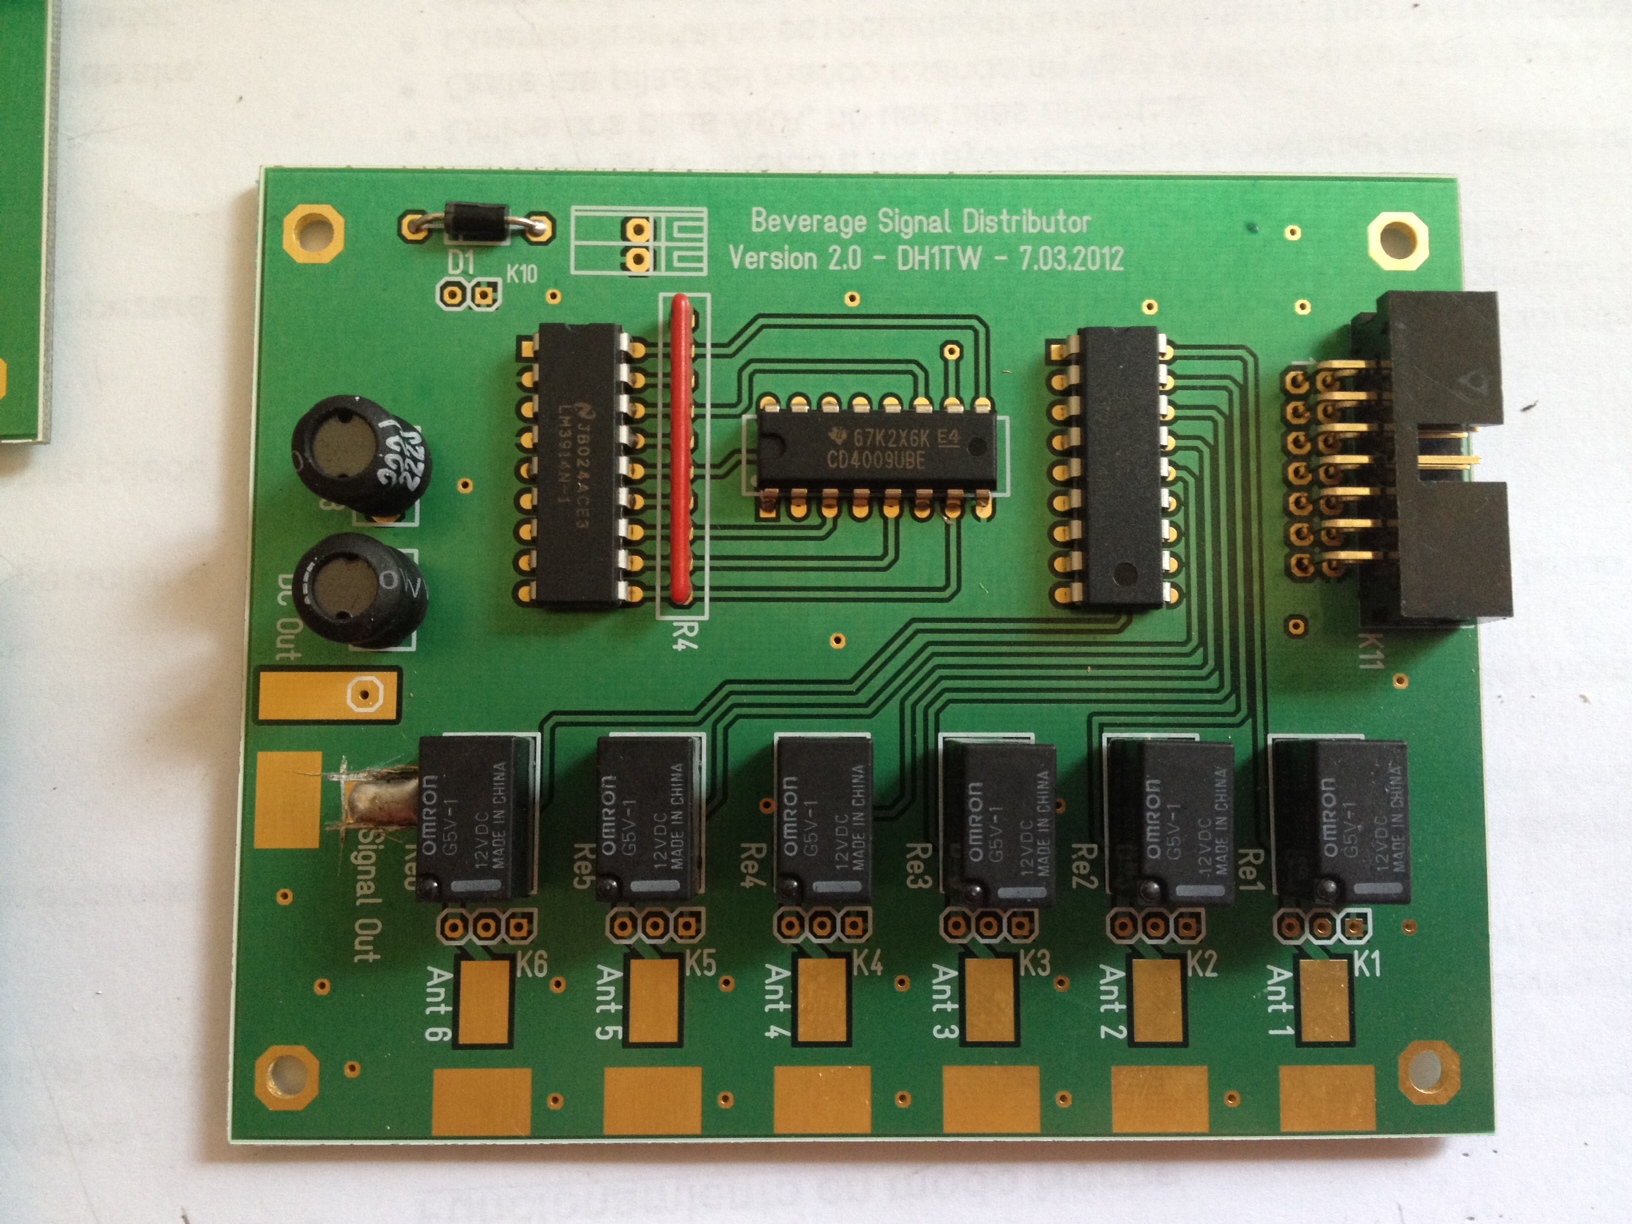 DC Out
Signal Out
Re6
OMRON
G5V-1
12VDC
MADE IN CHINA
Ant 6
K6
222J
D1
K10
JB024ACE3
LM3914N-1
Re5
OMRON
G5V-1
12VDC
MADE IN CHINA
Ant 5
K5
R4
Re4
OMRON
G5V-1
12VDC
MADE IN CHINA
Ant 4
K4
67K2X6K E4
CD4009UBE
Beverage Signal Distributor
Version 2.0 - DH1TW - 7.03.2012
Re3
OMRON
G5V-1
12VDC
MADE IN CHINA
Ant 3
K3
Re2
OMRON
G5V-1
12VDC
MADE IN CHINA
Ant 2
K2
Re1
OMRON
G5V-1
12VDC
MADE IN CHINA
Ant 1
K1
K11